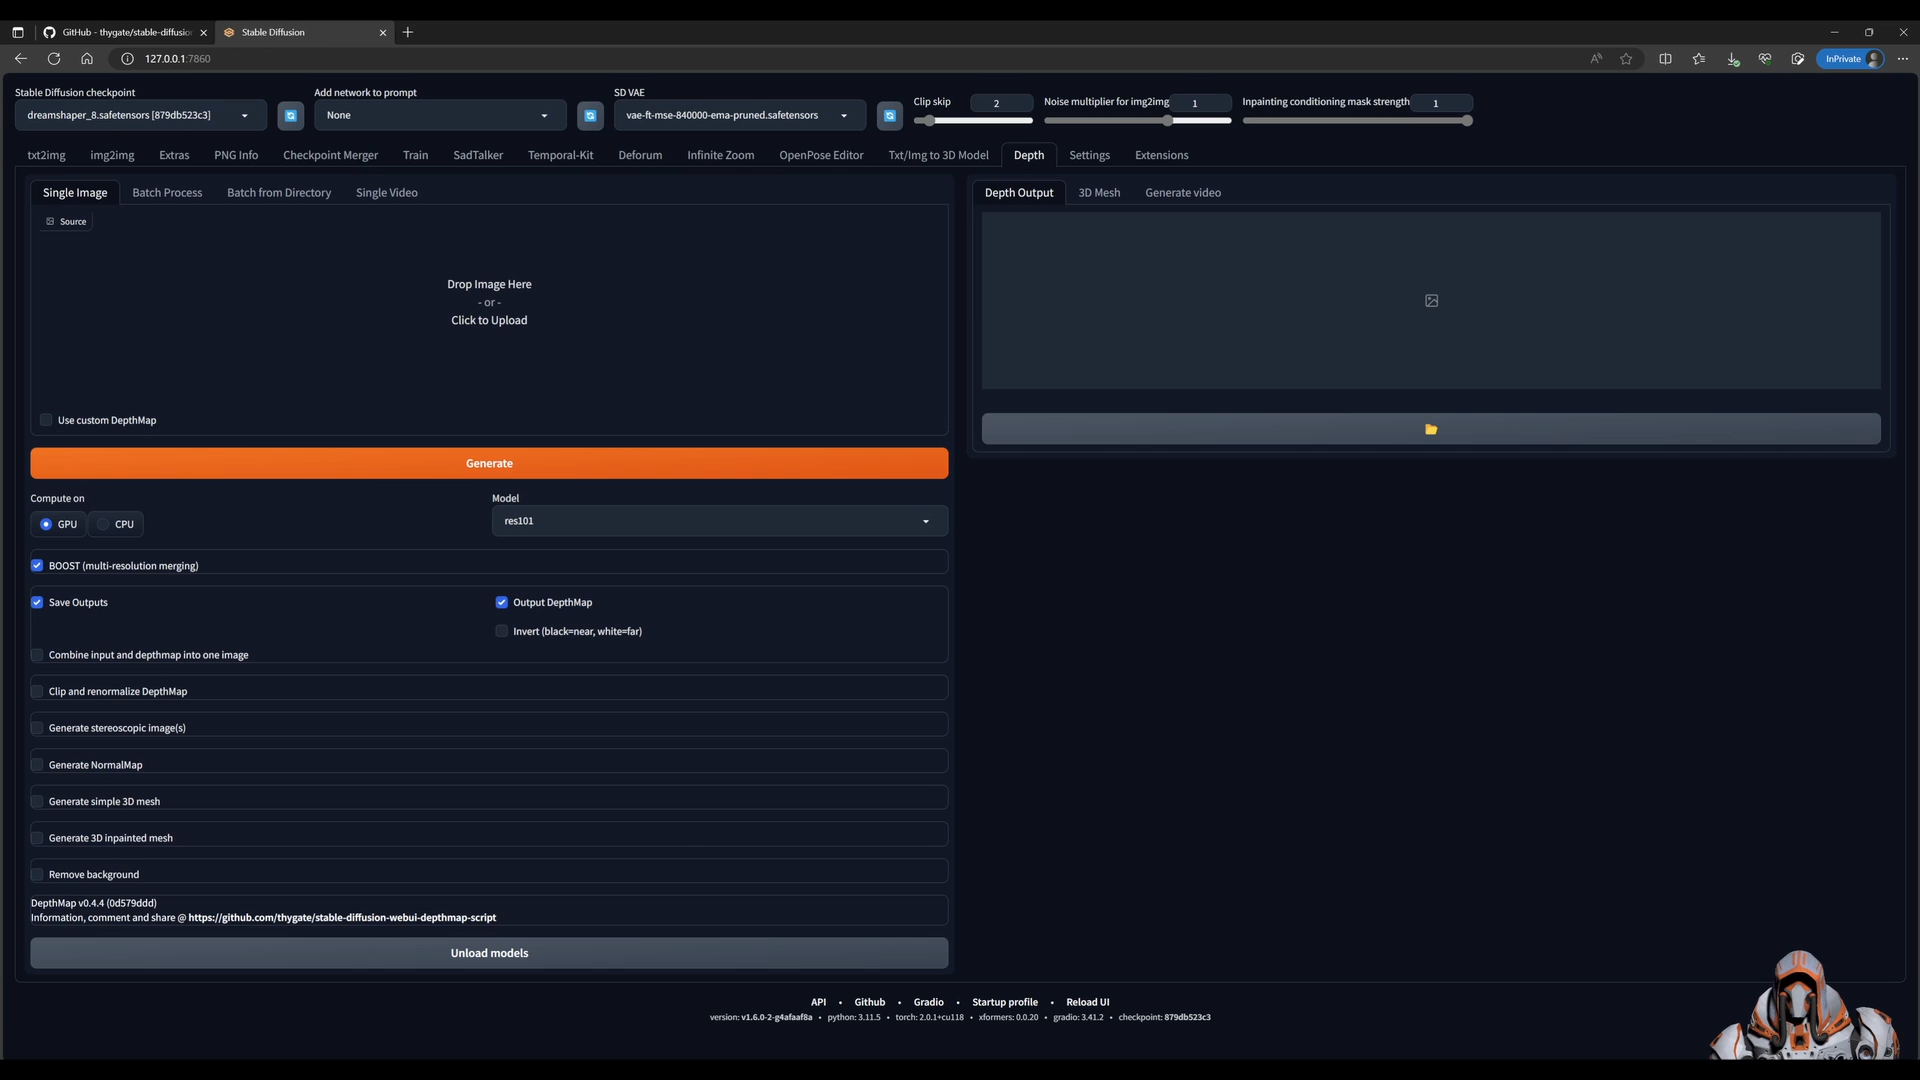 GitHub - thygate/stable-diffusion
Stable Diffusion
127.0.0.1:7860
InPrivate
Stable Diffusion checkpoint
Add network to prompt
SD VAE
Clip skip
2
Noise multiplier for img2img
1
Inpainting conditioning mask strength
1
dreamshaper_8.safetensors [879db523c3]
None
vae-ft-mse-840000-ema-pruned.safetensors
txt2img
img2img
Extras
PNG Info
Checkpoint Merger
Train
SadTalker
Temporal-Kit
Deforum
Infinite Zoom
OpenPose Editor
Txt/Img to 3D Model
Depth
Settings
Extensions
Single Image
Batch Process
Batch from Directory
Single Video
Depth Output
3D Mesh
Generate video
Source
Drop Image Here
- or -
Click to Upload
Use custom DepthMap
Generate
Compute on
GPU
CPU
Model
res101
BOOST (multi-resolution merging)
Save Outputs
Output DepthMap
Invert (black=near, white=far)
Combine input and depthmap into one image
Clip and renormalize DepthMap
Generate stereoscopic image(s)
Generate NormalMap
Generate simple 3D mesh
Generate 3D inpainted mesh
Remove background
DepthMap v0.4.4 (0d579ddd)
Information, comment and share @ https://github.com/thygate/stable-diffusion-webui-depthmap-script
Unload models
API • Github • Gradio • Startup profile • Reload UI
version: v1.6.0-2-g4afaaf8a • python: 3.11.5 • torch: 2.0.1+cu118 • xformers: 0.0.20 • gradio: 3.41.2 • checkpoint: 879db523c3